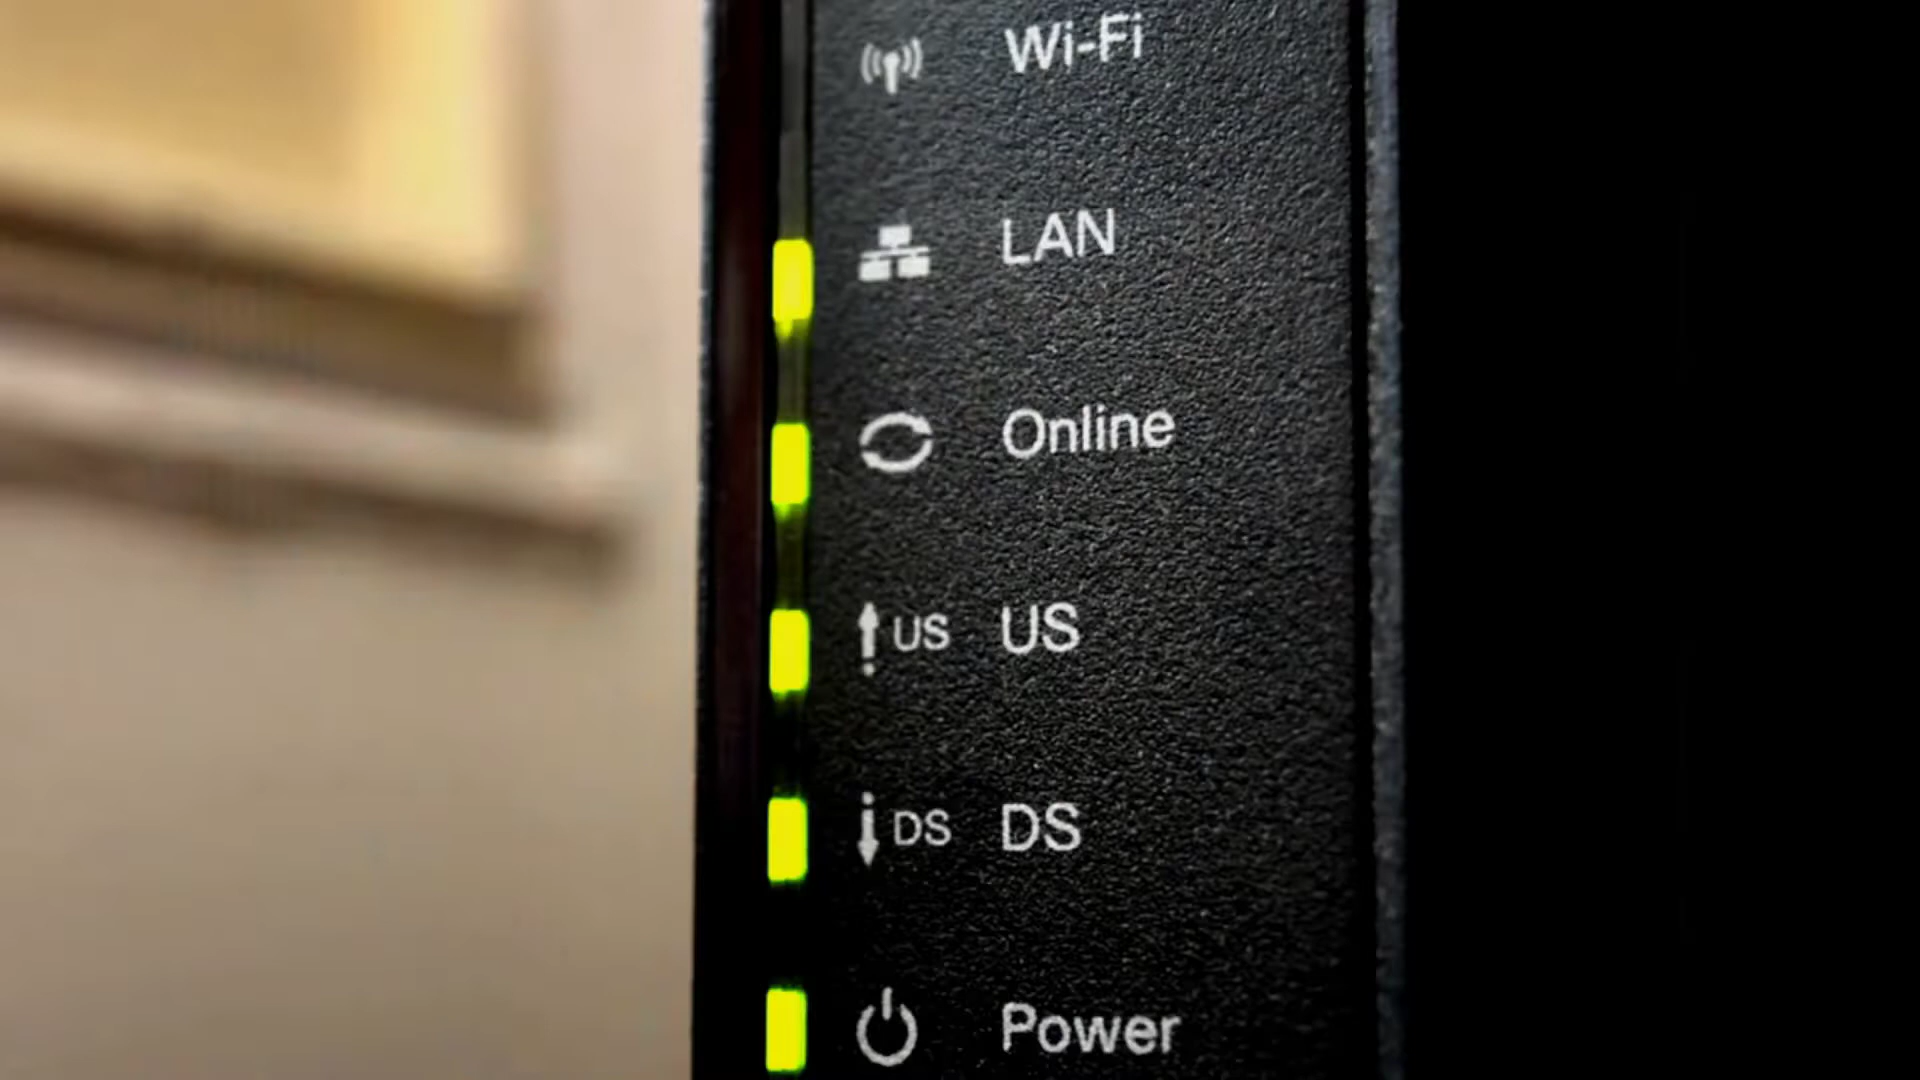 Wi-Fi
LAN
Online
US US
DS DS
Power